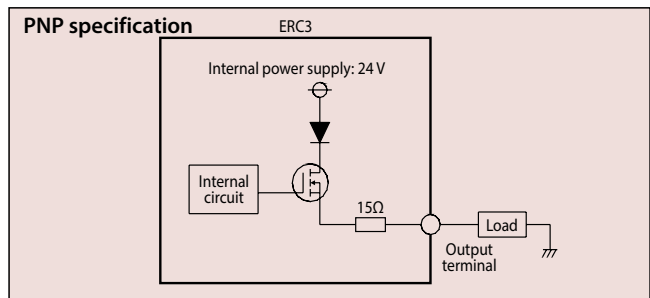 PNP specification
ERC3
Internal power supply: 24 V
Internal
circuit
15Ω
Load
Output
terminal